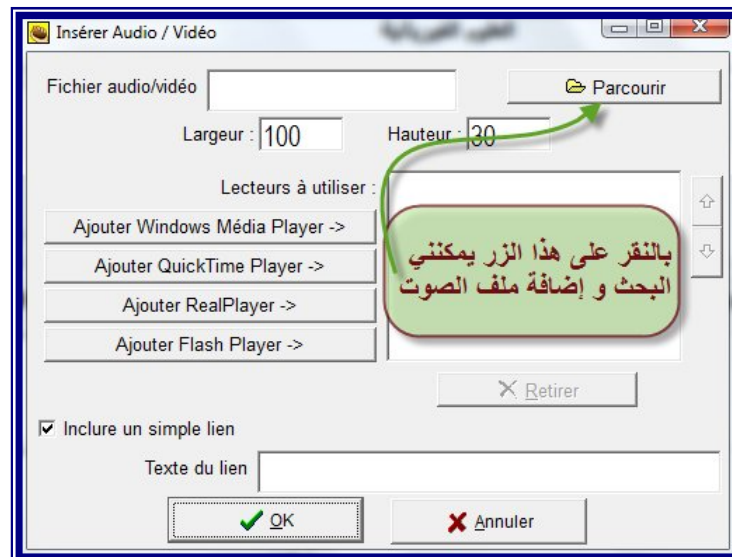 Insérer Audio / Vidéo
Fichier audio/vidéo
Parcourir
Largeur : 100 Hauteur : 30
Lecteurs à utiliser :
Ajouter Windows Média Player ->
Ajouter QuickTime Player ->
Ajouter RealPlayer ->
Ajouter Flash Player ->
بالنقر على هذا الزر يمكنني
البحث و إضافة ملف الصوت
Retirer
Inclure un simple lien
Texte du lien
OK Annuler